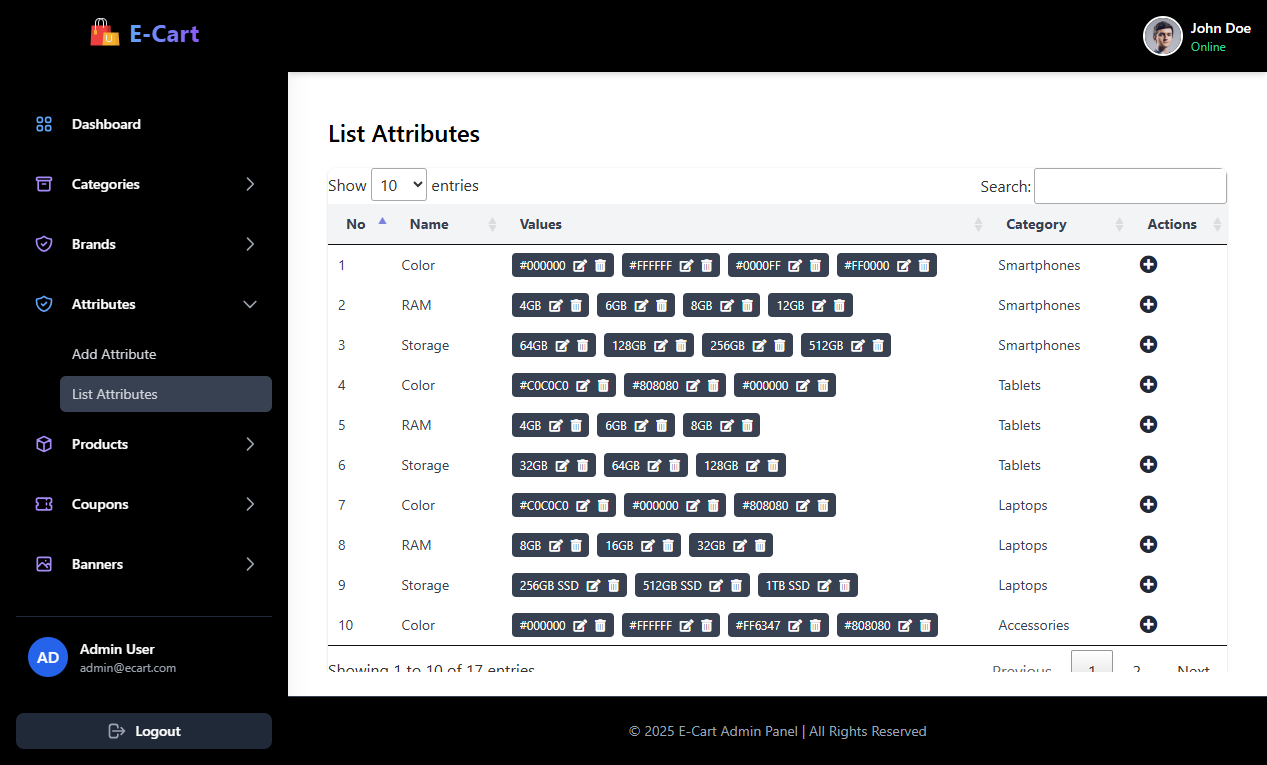 E-Cart
John Doe
Online
Dashboard
Categories
Brands
Attributes
Add Attribute
List Attributes
Products
Coupons
Banners
AD
Admin User
admin@ecart.com
Logout
List Attributes
Show 10 entries
Search:
No Name Values Category Actions
1 Color #000000 #FFFFFF #0000FF #FF0000 Smartphones
2 RAM 4GB 6GB 8GB 12GB Smartphones
3 Storage 64GB 128GB 256GB 512GB Smartphones
4 Color #C0C0C0 #808080 #000000 Tablets
5 RAM 4GB 6GB 8GB Tablets
6 Storage 32GB 64GB 128GB Tablets
7 Color #C0C0C0 #000000 #808080 Laptops
8 RAM 8GB 16GB 32GB Laptops
9 Storage 256GB SSD 512GB SSD 1TB SSD Laptops
10 Color #000000 #FFFFFF #FF6347 #808080 Accessories
Showing 1 to 10 of 17 entries
Previous 1 2 Next
© 2025 E-Cart Admin Panel | All Rights Reserved